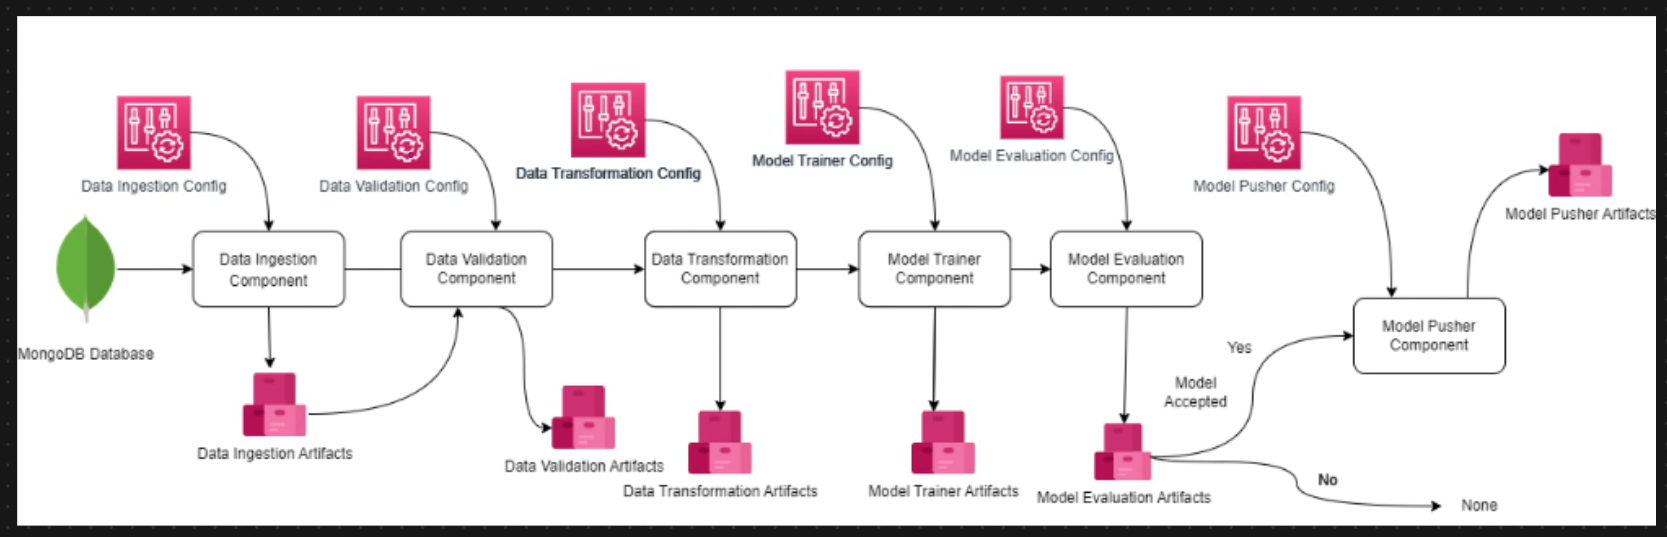 Data Ingestion Config
Data Validation Config
Data Transformation Config
Model Trainer Config
Model Evaluation Config
Model Pusher Config
Model Pusher Artifacts
MongoDB Database
Data Ingestion
Component
Data Validation
Component
Data Transformation
Component
Model Trainer
Component
Model Evaluation
Component
Model Pusher
Component
Yes
Model
Accepted
No
None
Data Ingestion Artifacts
Data Validation Artifacts
Data Transformation Artifacts
Model Trainer Artifacts
Model Evaluation Artifacts